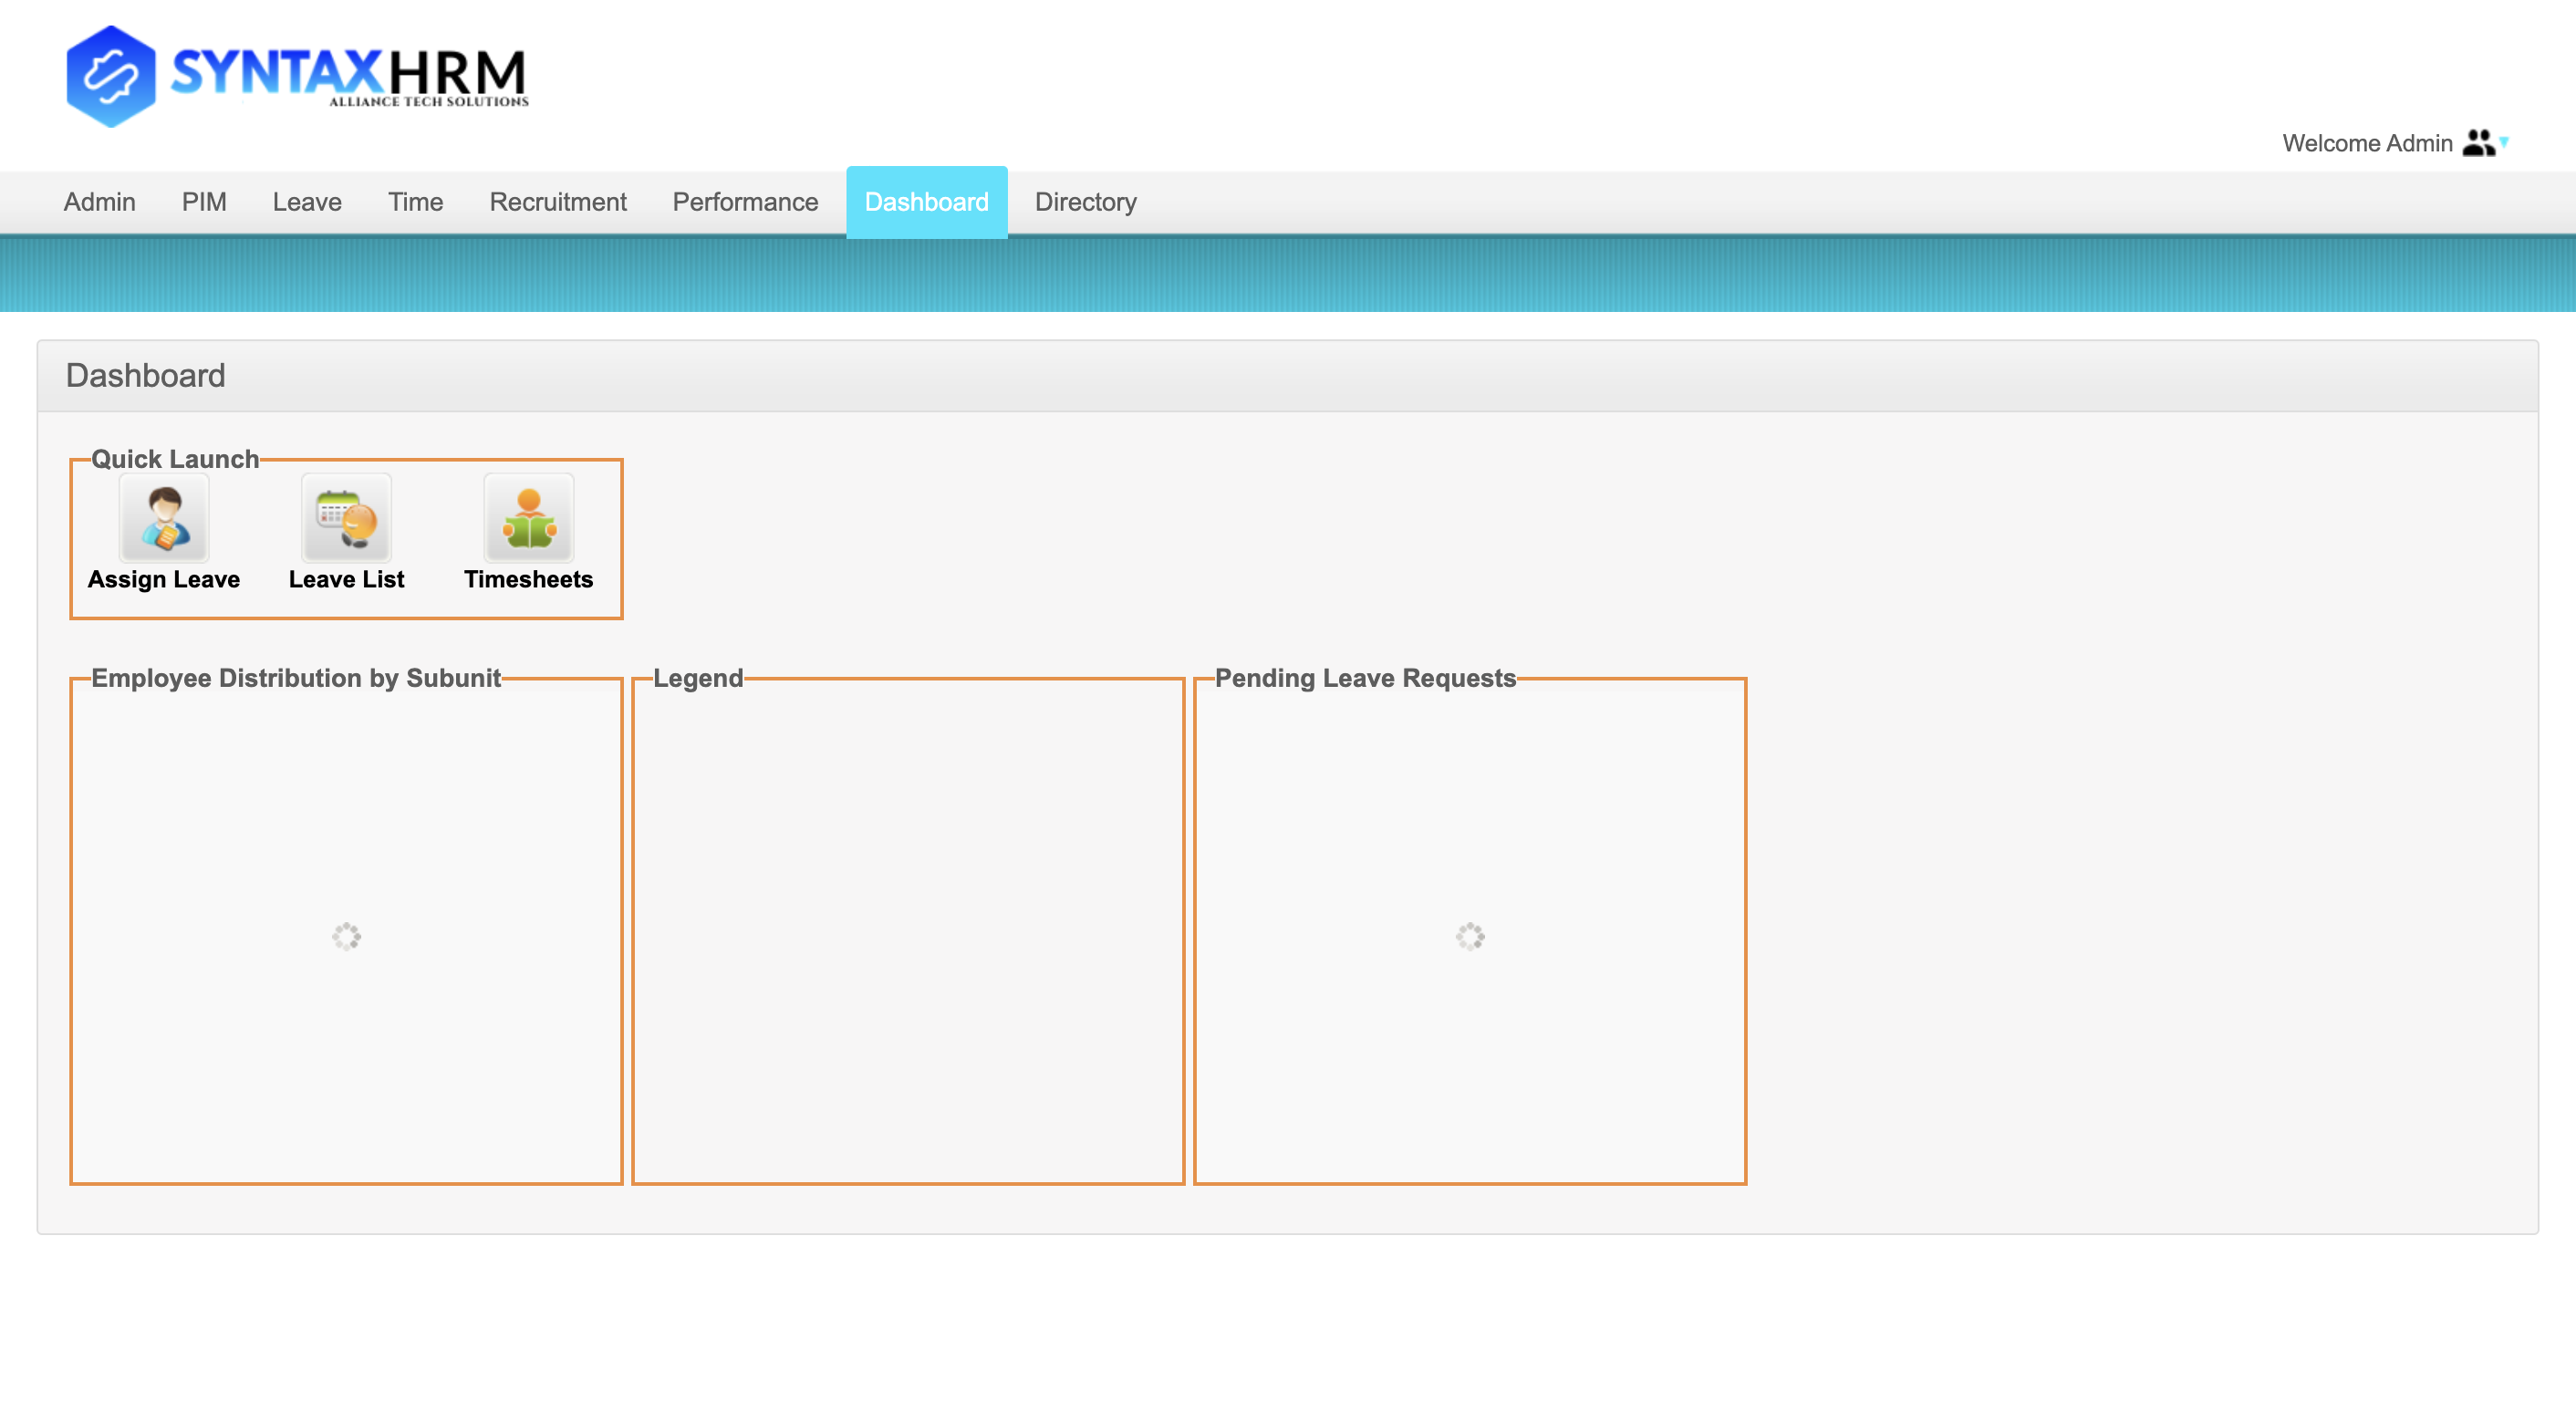 SYNTAXHRM
ALLIANCE TECH SOLUTIONS
Welcome Admin
Admin PIM Leave Time Recruitment Performance Dashboard Directory
Dashboard
Quick Launch
Assign Leave Leave List Timesheets
Employee Distribution by Subunit Legend Pending Leave Requests